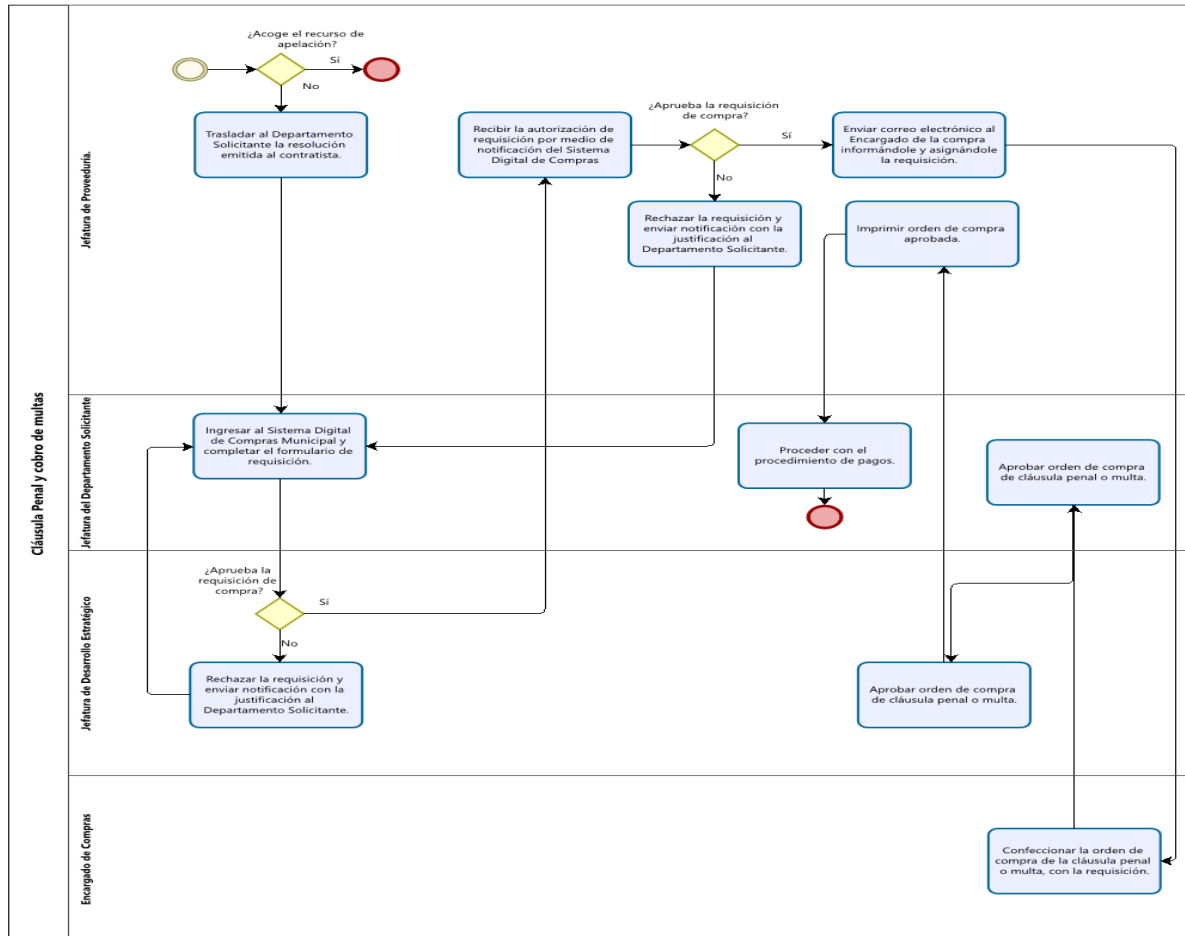 Cláusula Penal y cobro de multas
Jefatura de Proveeduría.
¿Acoge el recurso de
apelación?
Sí
No
Trasladar al Departamento
Solicitante la resolución
emitida al contratista.
Recibir la autorización de
requisición por medio de
notificación del Sistema
Digital de Compras
¿Aprueba la requisición
de compra?
Sí
No
Enviar correo electrónico al
Encargado de la compra
informándole y asignándole
la requisición.
Rechazar la requisición y
enviar notificación con la
justificación al
Departamento Solicitante.
Imprimir orden de compra
aprobada.
Jefatura del Departamento Solicitante
Ingresar al Sistema Digital
de Compras Municipal y
completar el formulario de
requisición.
Proceder con el
procedimiento de pagos.
Aprobar orden de compra
de cláusula penal o multa.
Jefatura de Desarrollo Estratégico
¿Aprueba la
requisición de
compra?
Sí
No
Rechazar la requisición y
enviar notificación con la
justificación al
Departamento Solicitante.
Aprobar orden de compra
de cláusula penal o multa.
Encargado de Compras
Confeccionar la orden de
compra de la cláusula penal
o multa, con la requisición.